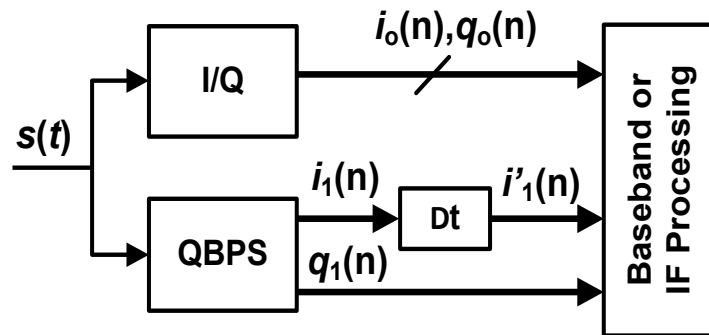 s(t)
I/Q
i_o(n),q_o(n)
QBPS
i_1(n)
Dt
i'_1(n)
q_1(n)
Baseband or
IF Processing